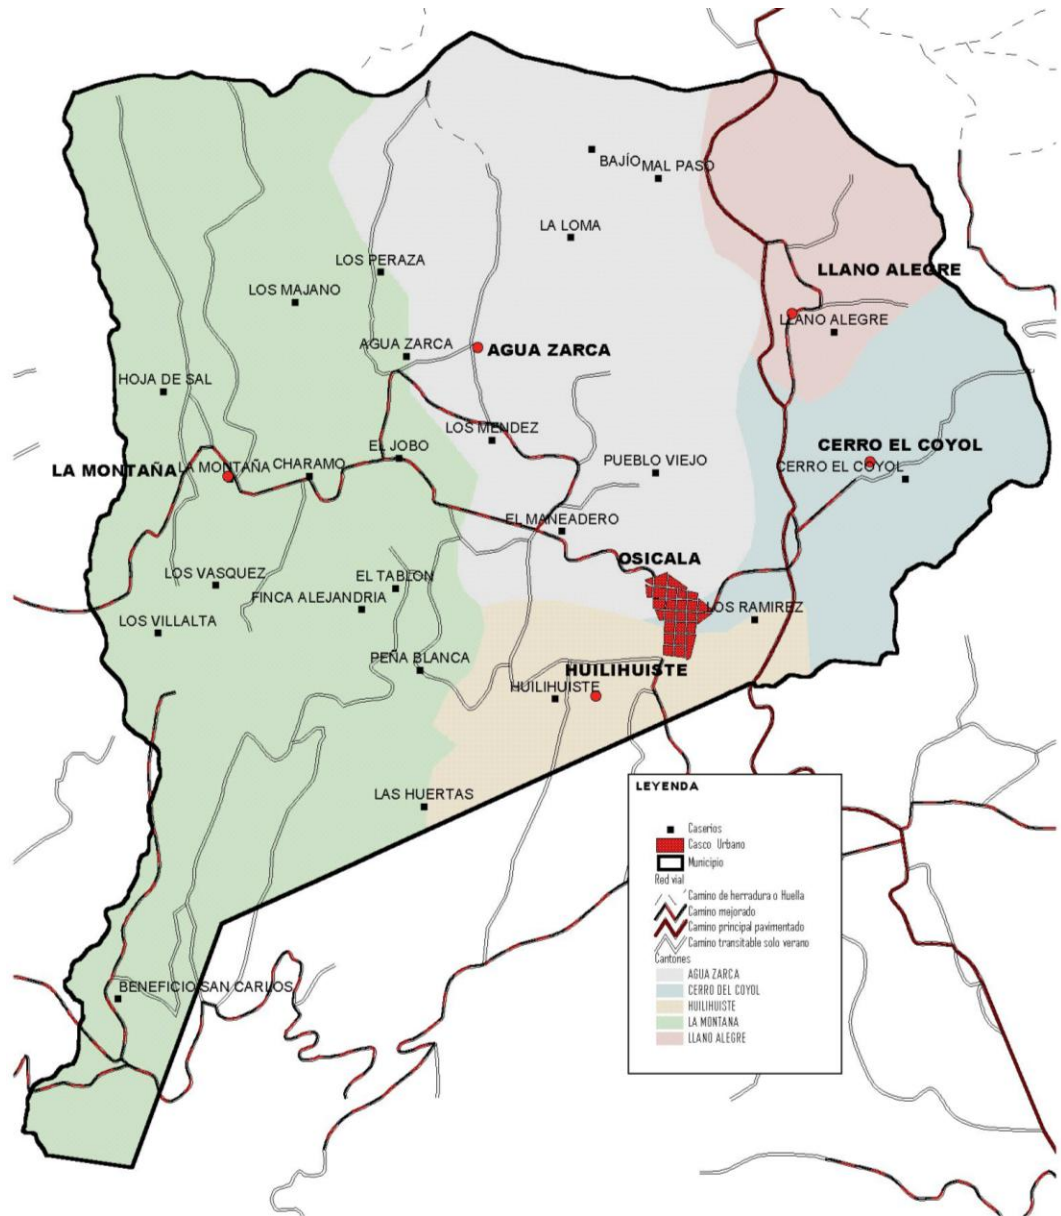 BAJÍO
MAL PASO
LA LOMA
LOS PERAZA
LLANO ALEGRE
LOS MAJANO
LLANO ALEGRE
AGUA ZARCA
AGUA ZARCA
HOJA DE SAL
LOS MENDEZ
EL JOBO
CERRO EL COYOL
LA MONTAÑA
LA MONTAÑA
CHARAMO
PUEBLO VIEJO
CERRO EL COYOL
EL MANEADERO
OSICALA
LOS VASQUEZ
EL TABLON
FINCA ALEJANDRIA
LOS RAMIREZ
LOS VILLALTA
PEÑA BLANCA
HUILIHUISTE
HUILIHUISTE
LAS HUERTAS
BENEFICIO SAN CARLOS
LEYENDA
Caserios
Casco Urbano
Municipio
Red vial
Camino de herradura o Huella
Camino mejorado
Camino principal pavimentado
Camino transitable solo verano
Cantones
AGUA ZARCA
CERRO DEL COYOL
HUILIHUISTE
LA MONTANA
LLANO ALEGRE